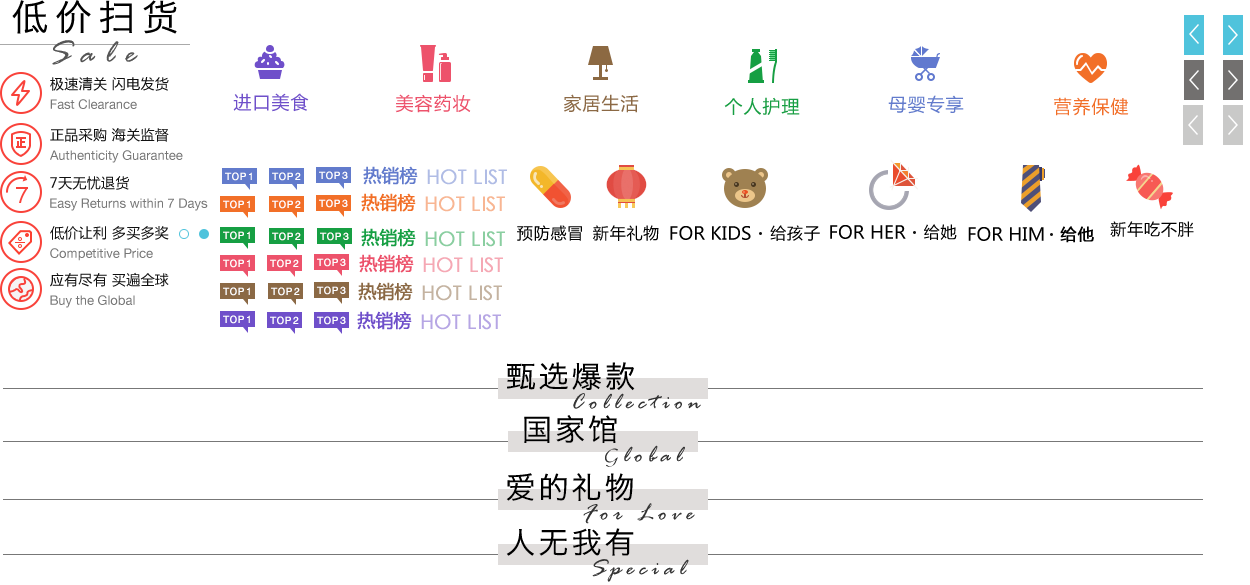 低价扫货
Sale
极速清关 闪电发货
Fast Clearance
正
正品采购 海关监督
Authenticity Guarantee
7
7天无忧退货
Easy Returns within 7 Days
低价让利 多买多奖
Competitive Price
应有尽有 买遍全球
Buy the Global
进口美食
美容药妆
家居生活
个人护理
母婴专享
营养保健
TOP1 TOP2 TOP3 热销榜 HOT LIST
TOP1 TOP2 TOP3 热销榜 HOT LIST
TOP1 TOP2 TOP3 热销榜 HOT LIST
TOP1 TOP2 TOP3 热销榜 HOT LIST
TOP1 TOP2 TOP3 热销榜 HOT LIST
TOP1 TOP2 TOP3 热销榜 HOT LIST
预防感冒
新年礼物
FOR KIDS · 给孩子
FOR HER · 给她
FOR HIM · 给他
新年吃不胖
甄选爆款
Collection
国家馆
Global
爱的礼物
For Love
人无我有
Special